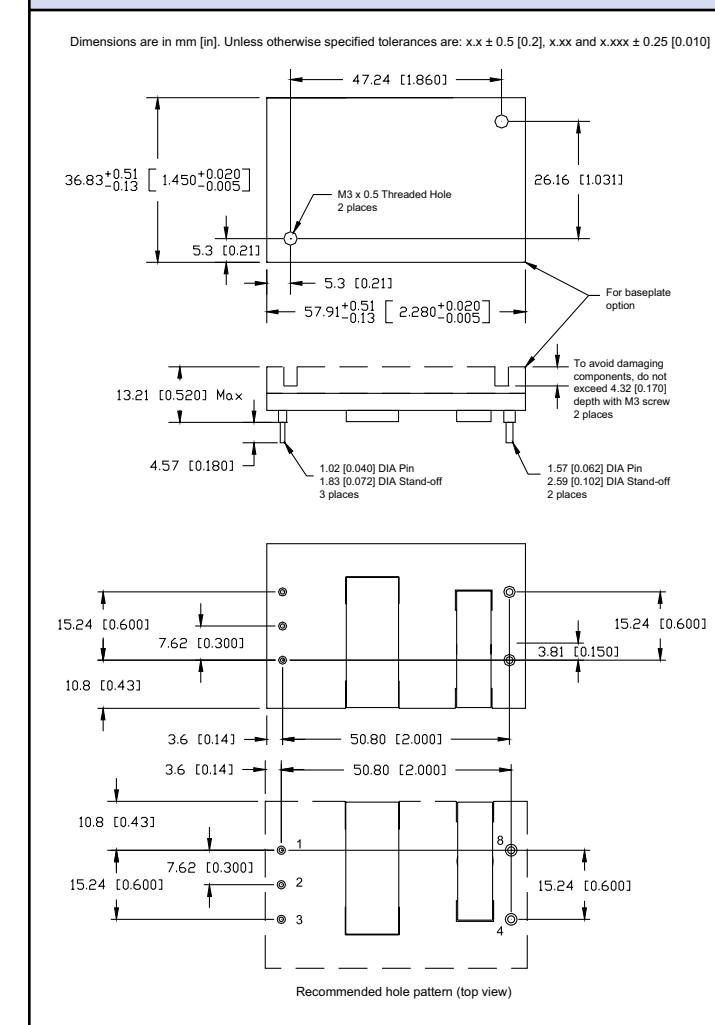 Dimensions are in mm [in]. Unless otherwise specified tolerances are: x.x ± 0.5 [0.2], x.xx and x.xxx ± 0.25 [0.010]
47.24 [1.860]
36.83+0.51-0.13 [ 1.450+0.020-0.005]
26.16 [1.031]
M3 x 0.5 Threaded Hole
2 places
5.3 [0.21]
5.3 [0.21]
57.91+0.51-0.13 [ 2.280+0.020-0.005]
For baseplate
option
13.21 [0.520] Max
To avoid damaging
components, do not
exceed 4.32 [0.170]
depth with M3 screw
2 places
4.57 [0.180]
1.02 [0.040] DIA Pin
1.83 [0.072] DIA Stand-off
3 places
1.57 [0.062] DIA Pin
2.59 [0.102] DIA Stand-off
2 places
15.24 [0.600]
7.62 [0.300]
15.24 [0.600]
3.81 [0.150]
10.8 [0.43]
3.6 [0.14]
50.80 [2.000]
3.6 [0.14]
50.80 [2.000]
10.8 [0.43]
1
8
7.62 [0.300]
15.24 [0.600]
2
15.24 [0.600]
3
4
Recommended hole pattern (top view)